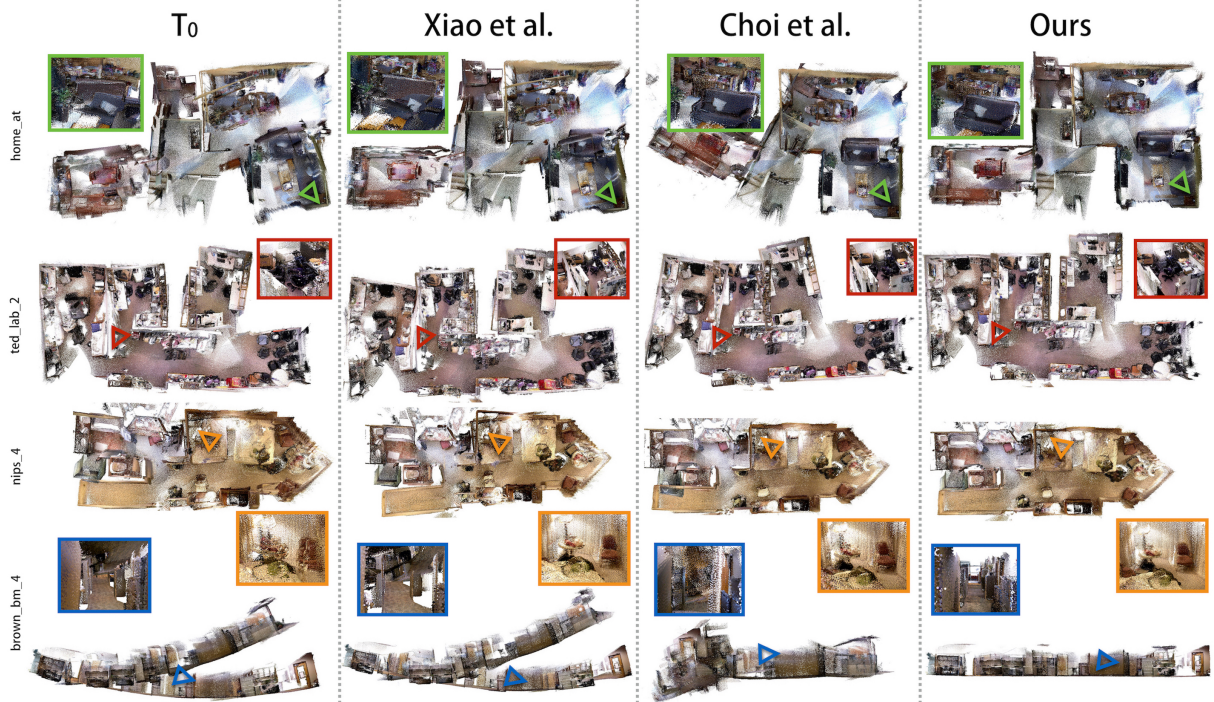 T₀ Xiao et al. Choi et al. Ours
home_at
ted_lab_2
nips_4
brown_bm_4